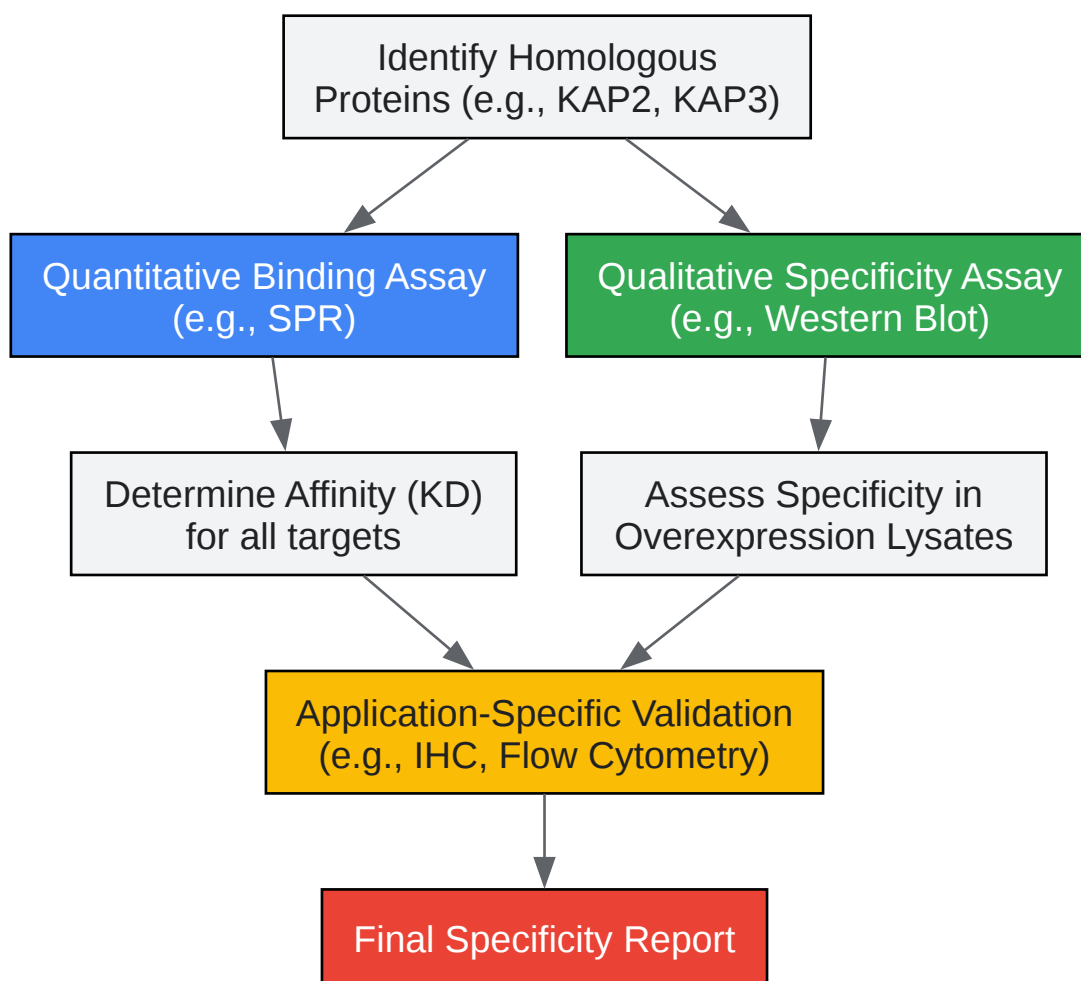 Identify Homologous
Proteins (e.g., KAP2, KAP3)
Quantitative Binding Assay
(e.g., SPR)
Qualitative Specificity Assay
(e.g., Western Blot)
Determine Affinity (KD)
for all targets
Assess Specificity in
Overexpression Lysates
Application-Specific Validation
(e.g., IHC, Flow Cytometry)
Final Specificity Report